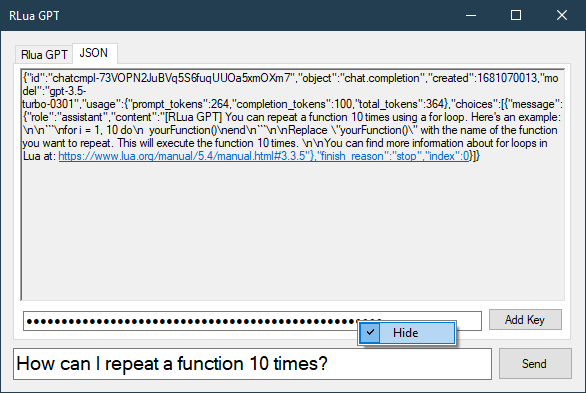 RLua GPT
Rlua GPT
JSON
{"id":"chatcmpl-73VOPN2JuBVq5S6fuqUUOa5xmOXm7","object":"chat.completion","created":1681070013,"mo
del":"gpt-3.5-
turbo-0301","usage":{"prompt_tokens":264,"completion_tokens":100,"total_tokens":364},"choices":[{"message":
{"role":"assistant","content":"[RLua GPT] You can repeat a function 10 times using a for loop. Here's an example:
\n\n```\nfor i = 1, 10 do\n  yourFunction()\nend\n```\n\nReplace \"yourFunction()\" with the name of the function
you want to repeat. This will execute the function 10 times. \n\nYou can find more information about for loops in
Lua at: https://www.lua.org/manual/5.4/manual.html#3.3.5"},"finish_reason":"stop","index":0}]}
Add Key
Hide
How can I repeat a function 10 times?
Send